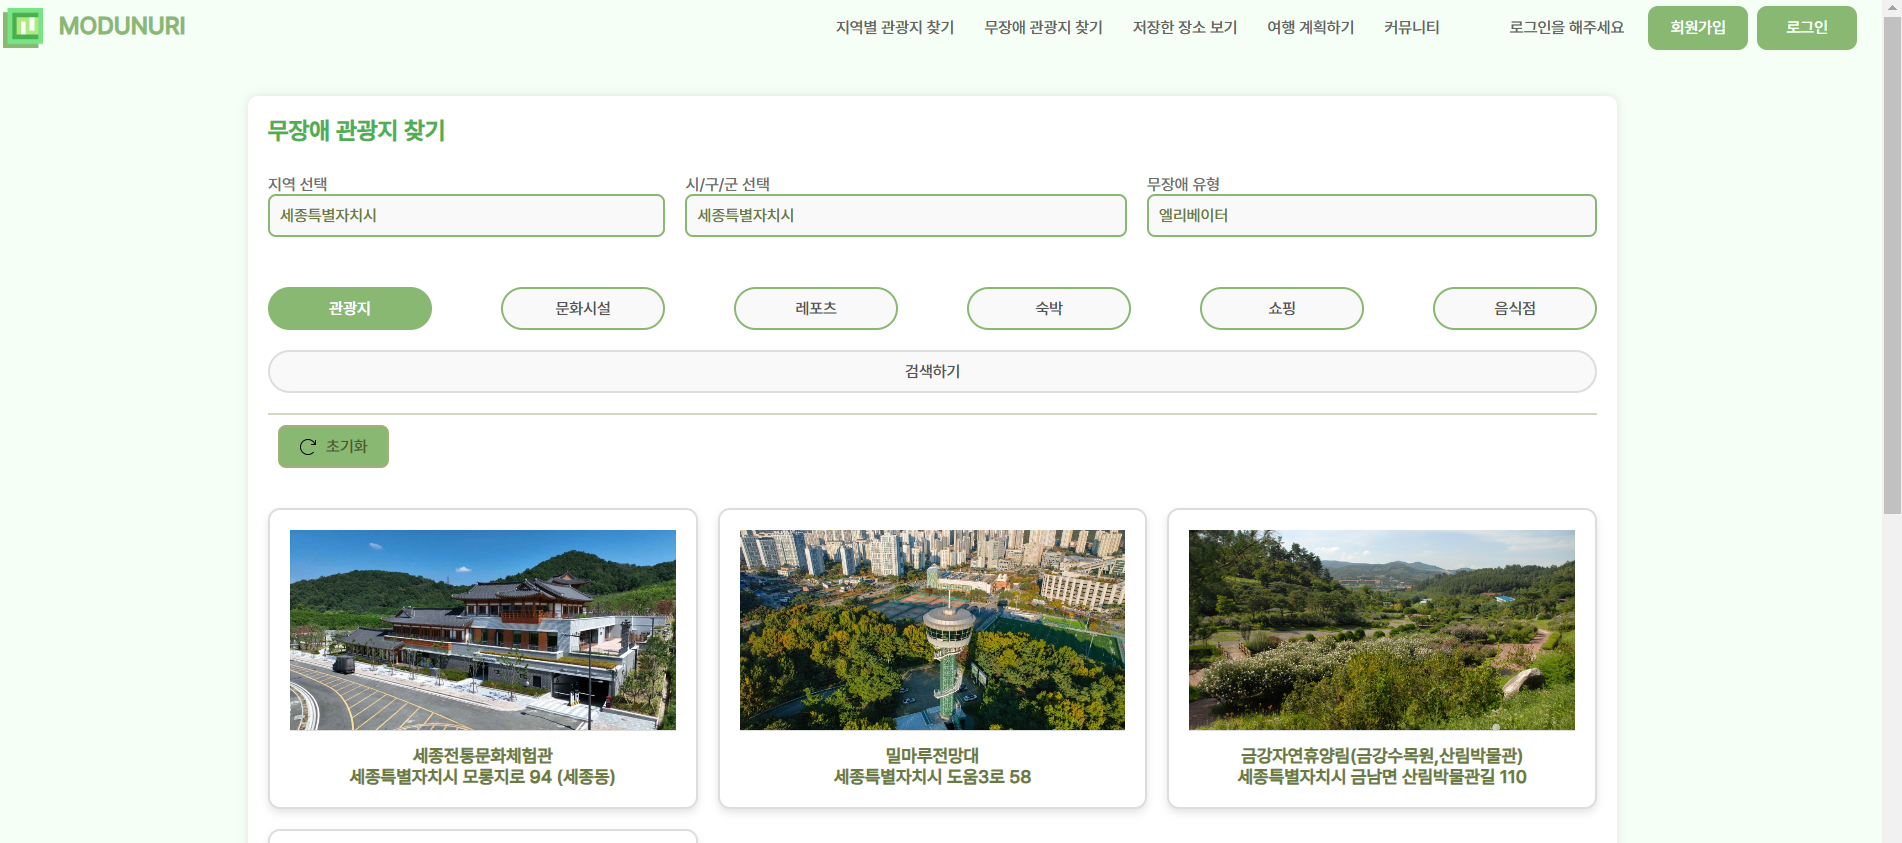 MODUNURI
지역별 관광지 찾기
무장애 관광지 찾기
저장한 장소 보기
여행 계획하기
커뮤니티
로그인을 해주세요
회원가입
로그인
무장애 관광지 찾기
지역 선택
시/구/군 선택
무장애 유형
세종특별자치시
세종특별자치시
엘리베이터
관광지
문화시설
레포츠
숙박
쇼핑
음식점
검색하기
초기화
세종전통문화체험관
세종특별자치시 모롱지로 94 (세종동)
밀마루전망대
세종특별자치시 도움3로 58
금강자연휴양림(금강수목원,산림박물관)
세종특별자치시 금남면 산림박물관길 110